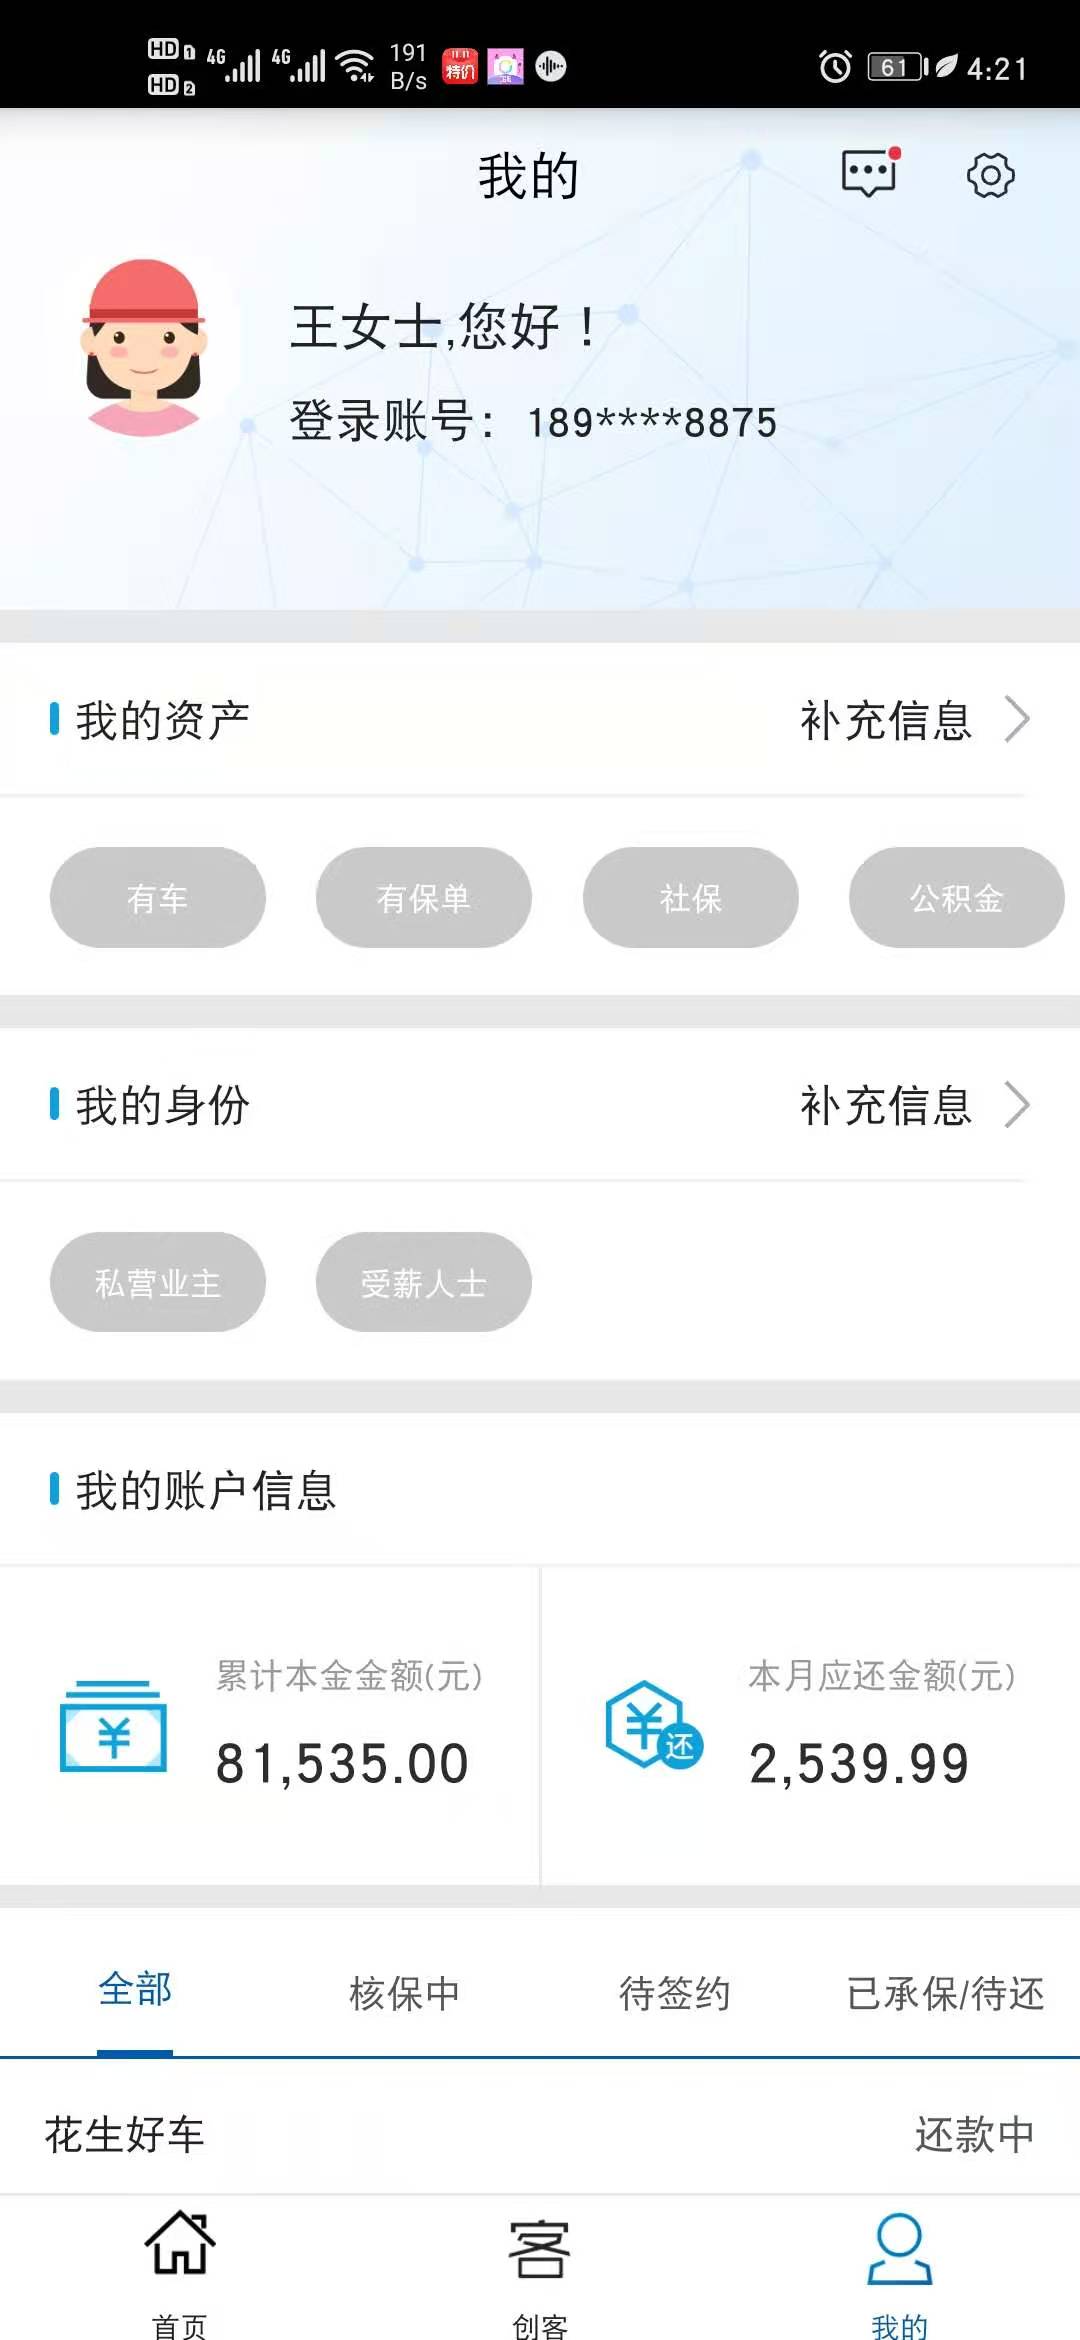 HD 1 4G 4G 191 特价 61 4:21
HD 2 B/s
我的
王女士,您好！
登录账号：189****8875
我的资产 补充信息
有车 有保单 社保 公积金
我的身份 补充信息
私营业主 受薪人士
我的账户信息
累计本金金额(元) 本月应还金额(元)
81,535.00 还 2,539.99
全部 核保中 待签约 已承保/待还
花生好车 还款中
客
首页 创客 我的